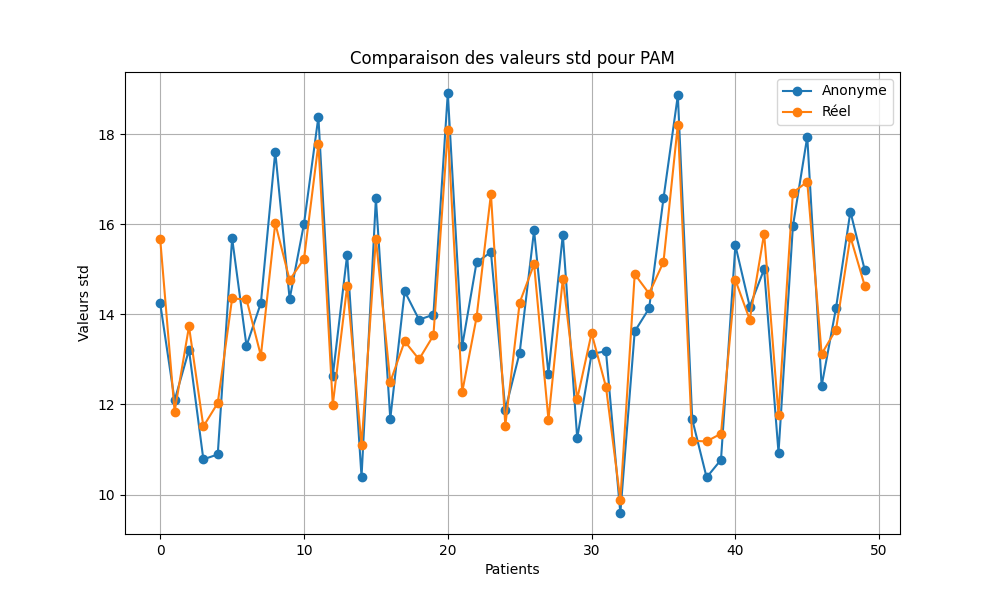 Comparaison des valeurs std pour PAM
Anonyme
Réel
Valeurs std
18
16
14
12
10
0 10 20 30 40 50
Patients